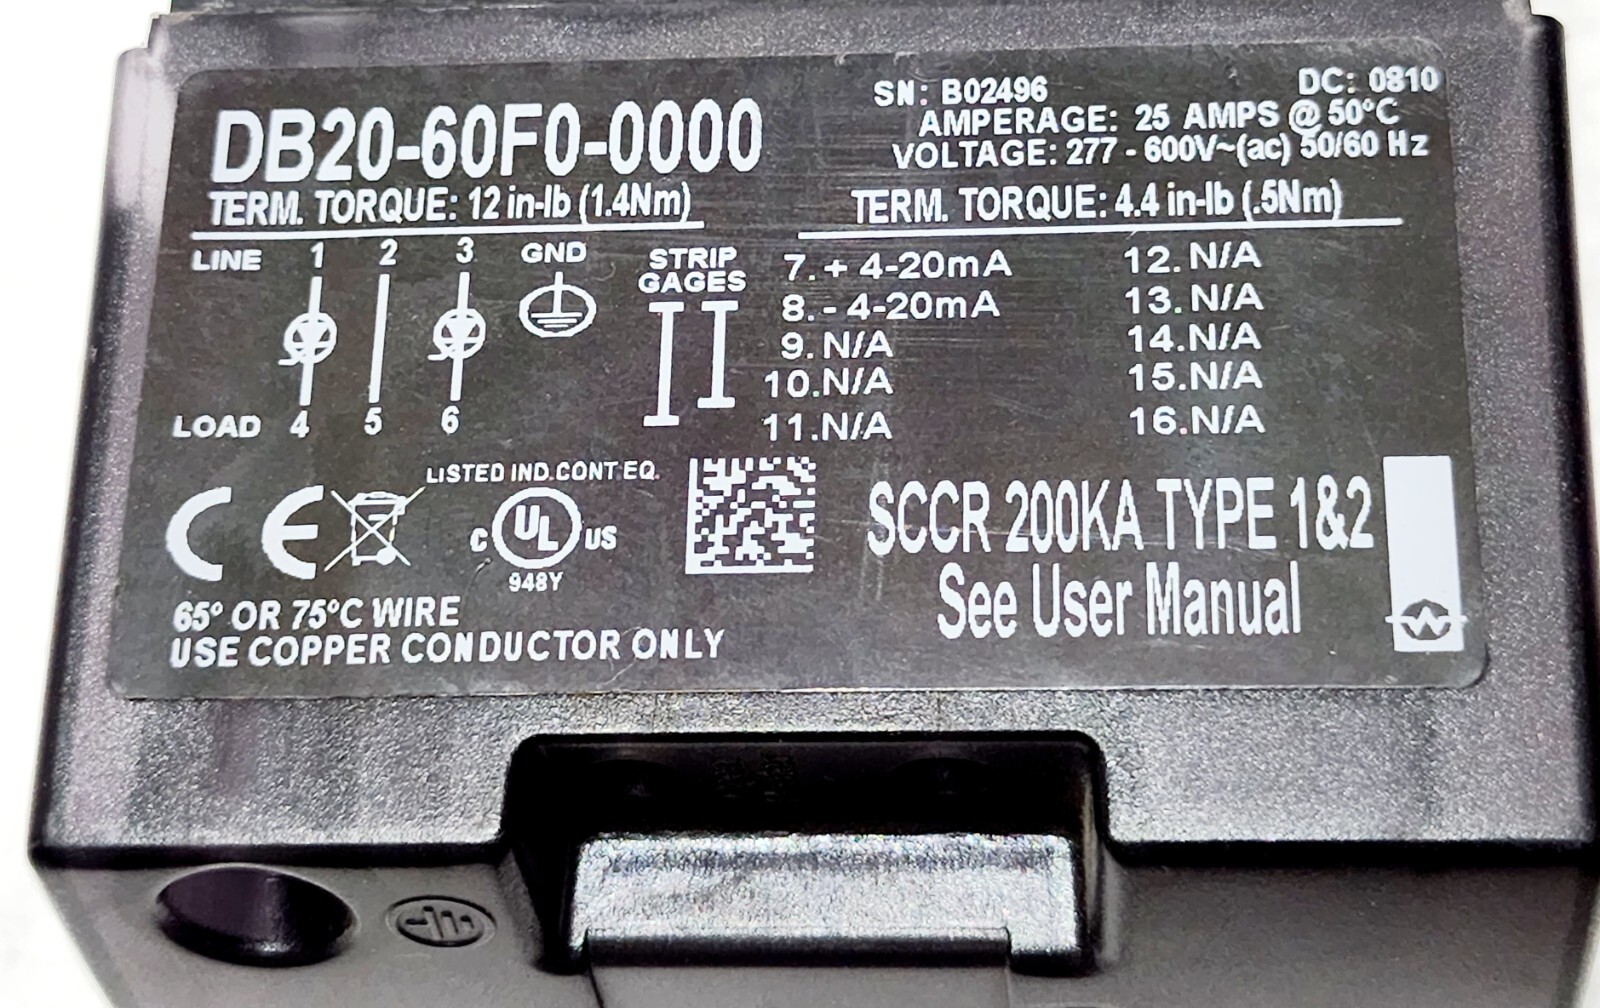 SN: B02496 DC: 0810
DB20-60F0-0000
AMPERAGE: 25 AMPS @ 50°C
VOLTAGE: 277 - 600V~(ac) 50/60 Hz
TERM. TORQUE: 12 in-lb (1.4Nm)
TERM. TORQUE: 4.4 in-lb (.5Nm)
LINE 1 2 3 GND
STRIP
GAGES
LOAD 4 5 6
7. + 4-20mA
8. - 4-20mA
9. N/A
10.N/A
11.N/A
12. N/A
13. N/A
14.N/A
15.N/A
16.N/A
LISTED IND.CONT EQ.
CE
C UL US
948Y
65° OR 75°C WIRE
USE COPPER CONDUCTOR ONLY
SCCR 200KA TYPE 1&2
See User Manual
W